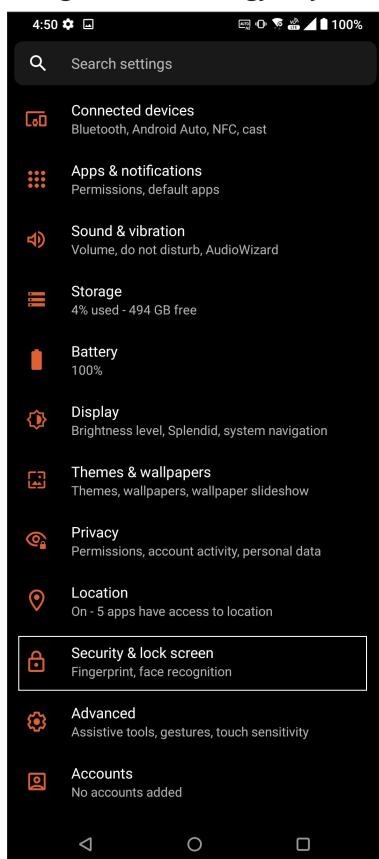 4:50
100%
Search settings
Connected devices
Bluetooth, Android Auto, NFC, cast
Apps & notifications
Permissions, default apps
Sound & vibration
Volume, do not disturb, AudioWizard
Storage
4% used - 494 GB free
Battery
100%
Display
Brightness level, Splendid, system navigation
Themes & wallpapers
Themes, wallpapers, wallpaper slideshow
Privacy
Permissions, account activity, personal data
Location
On - 5 apps have access to location
Security & lock screen
Fingerprint, face recognition
Advanced
Assistive tools, gestures, touch sensitivity
Accounts
No accounts added